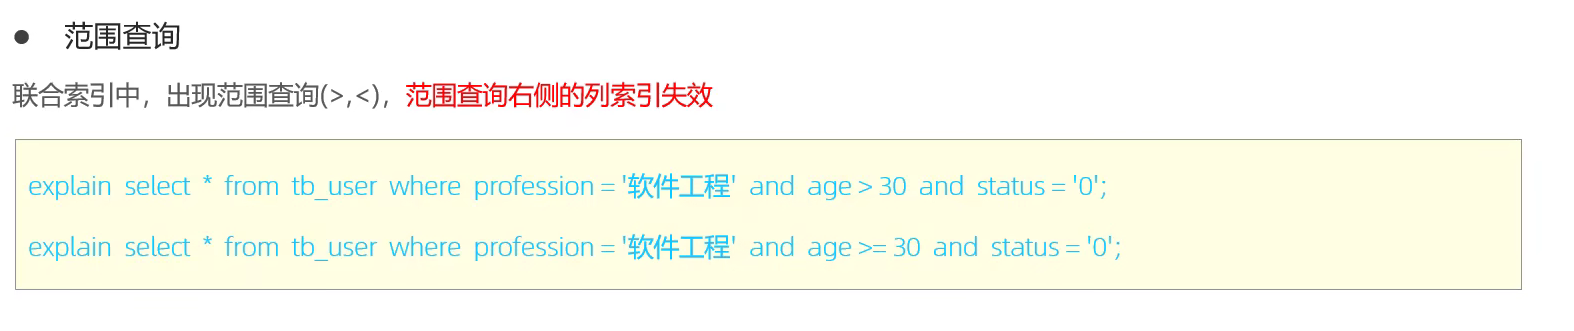 ● 范围查询
联合索引中，出现范围查询(>,<)，范围查询右侧的列索引失效
explain select * from tb_user where profession = '软件工程' and age > 30 and status = '0';
explain select * from tb_user where profession = '软件工程' and age >= 30 and status = '0';